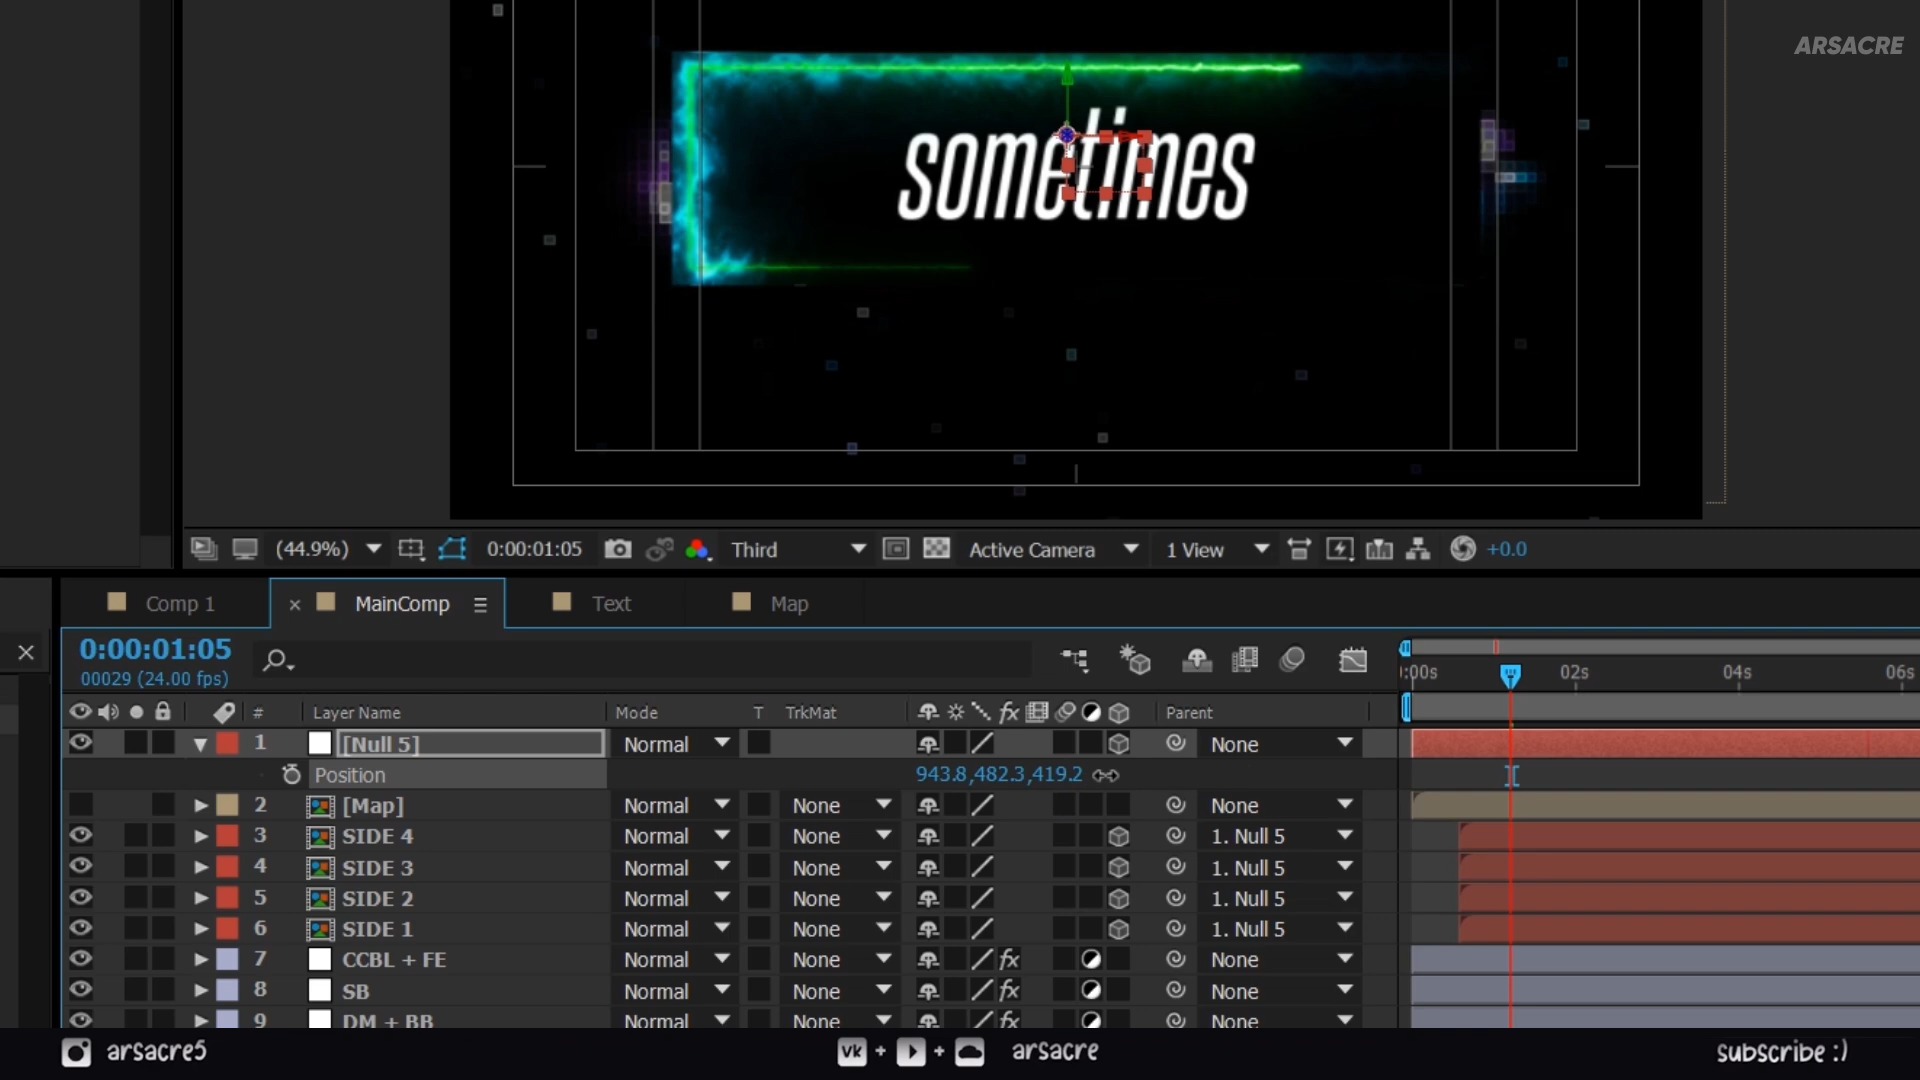 ARSACRE
sometimes
(44.9%) 0:00:01:05 Third Active Camera 1 View +0.0
Comp 1 MainComp Text Map
0:00:01:05
00029 (24.00 fps)
:00s 02s 04s 06s
# Layer Name Mode T TrkMat fx Parent
1 [Null 5] Normal None
Position 943.8,482.3,419.2
2 [Map] Normal None None
3 SIDE 4 Normal None 1. Null 5
4 SIDE 3 Normal None 1. Null 5
5 SIDE 2 Normal None 1. Null 5
6 SIDE 1 Normal None 1. Null 5
7 CCBL + FE Normal None fx None
8 SB Normal None fx None
9 DM + BB Normal None fx None
arsacre5 VK + + arsacre subscribe :)